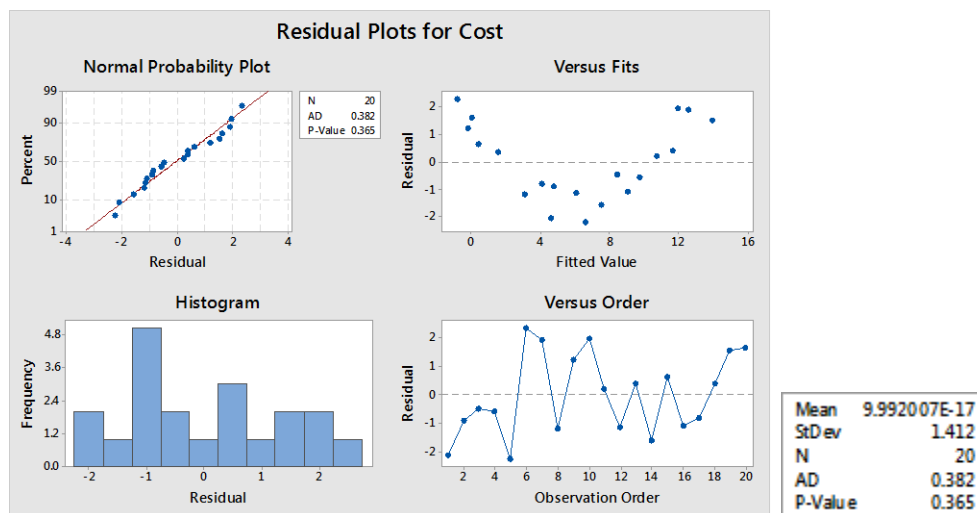 Residual Plots for Cost
Normal Probability Plot
99
90
50
10
1
Percent
-4 -2 0 2 4
Residual
N 20
AD 0.382
P-Value 0.365
Versus Fits
2
1
0
-1
-2
Residual
0 4 8 12 16
Fitted Value
Histogram
4.8
3.6
2.4
1.2
0.0
Frequency
-2 -1 0 1 2
Residual
Versus Order
2
1
0
-1
-2
Residual
2 4 6 8 10 12 14 16 18 20
Observation Order
Mean 9.992007E-17
StDev 1.412
N 20
AD 0.382
P-Value 0.365